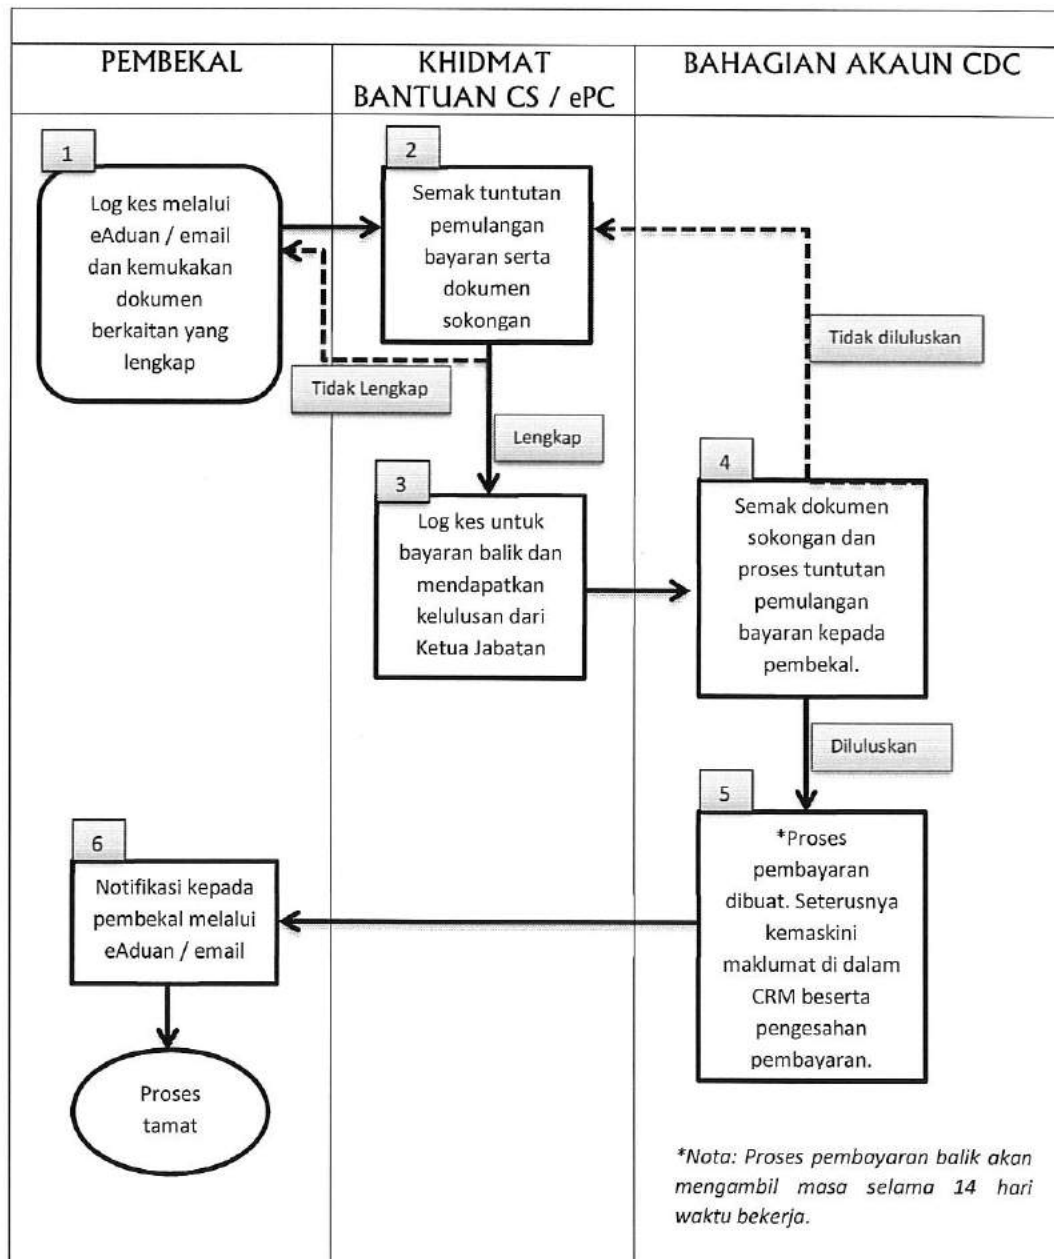 PEMBEKAL
KHIDMAT
BANTUAN CS / ePC
BAHAGIAN AKAUN CDC
1
Log kes melalui
eAduan / email
dan kemukakan
dokumen
berkaitan yang
lengkap
2
Semak tuntutan
pemulangan
bayaran serta
dokumen
sokongan
Tidak diluluskan
Tidak Lengkap
Lengkap
3
Log kes untuk
bayaran balik dan
mendapatkan
kelulusan dari
Ketua Jabatan
4
Semak dokumen
sokongan dan
proses tuntutan
pemulangan
bayaran kepada
pembekal.
Diluluskan
5
*Proses
pembayaran
dibuat. Seterusnya
kemaskini
maklumat di dalam
CRM beserta
pengesahan
pembayaran.
6
Notifikasi kepada
pembekal melalui
eAduan / email
Proses
tamat
*Nota: Proses pembayaran balik akan
mengambil masa selama 14 hari
waktu bekerja.